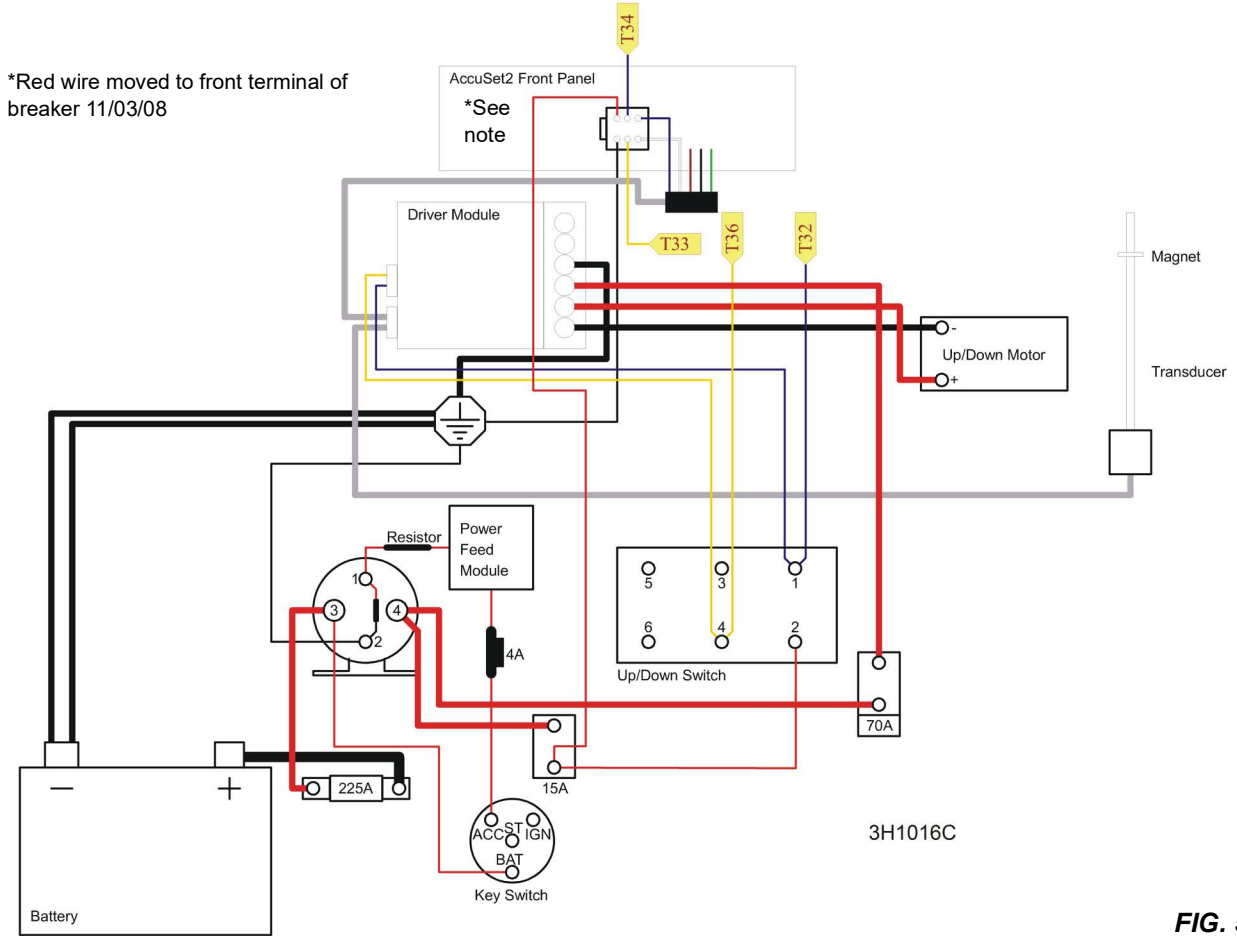 T34
*Red wire moved to front terminal of
breaker 11/03/08
AccuSet2 Front Panel
*See
note
Driver Module
T33
T36
T32
Magnet
-
Up/Down Motor
+
Transducer
Resistor
Power
Feed
Module
1
3
4
2
4A
5
3
1
6
4
2
Up/Down Switch
70A
15A
225A
− +
ACC ST IGN
BAT
Key Switch
Battery
3H1016C
FIG.